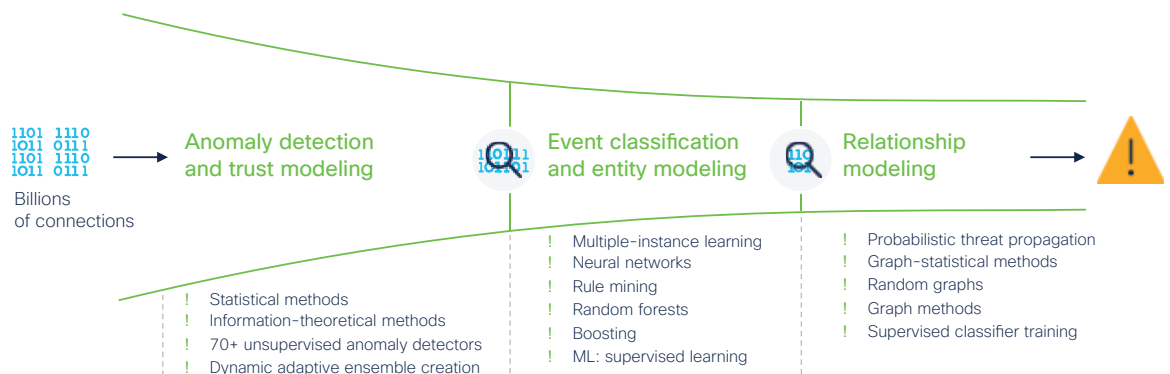 1101 1110
1011 0111
1101 1110
1011 0111
Billions
of connections
Anomaly detection
and trust modeling
! Statistical methods
! Information-theoretical methods
! 70+ unsupervised anomaly detectors
! Dynamic adaptive ensemble creation
Event classification
and entity modeling
! Multiple-instance learning
! Neural networks
! Rule mining
! Random forests
! Boosting
! ML: supervised learning
110
101
Relationship
modeling
! Probabilistic threat propagation
! Graph-statistical methods
! Random graphs
! Graph methods
! Supervised classifier training
!